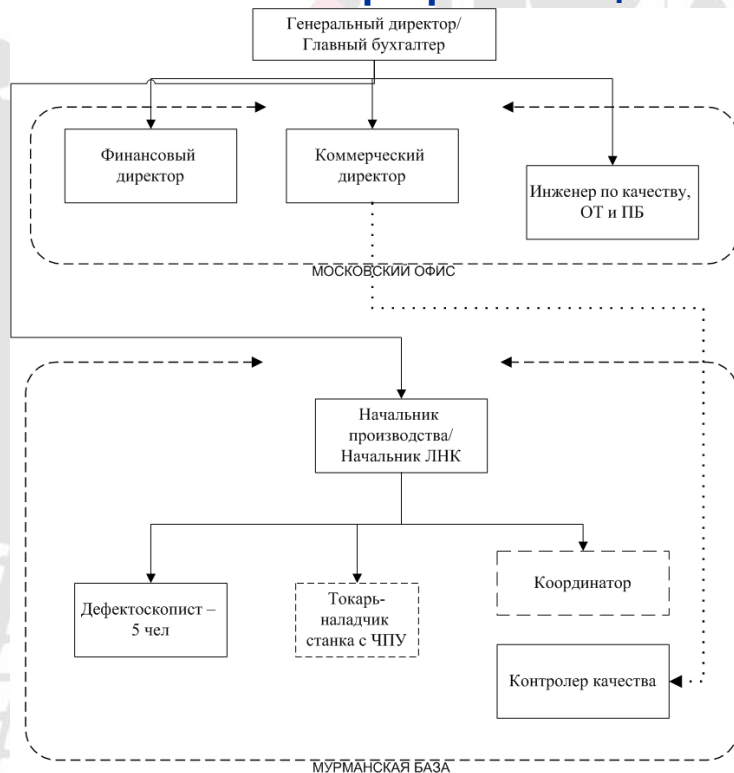 Генеральный директор/
Главный бухгалтер
Финансовый
директор
Коммерческий
директор
Инженер по качеству,
ОТ и ПБ
МОСКОВСКИЙ ОФИС
Начальник
производства/
Начальник ЛНК
Дефектоскопист –
5 чел
Токарь-
наладчик
станка с ЧПУ
Координатор
Контролер качества
МУРМАНСКАЯ БАЗА